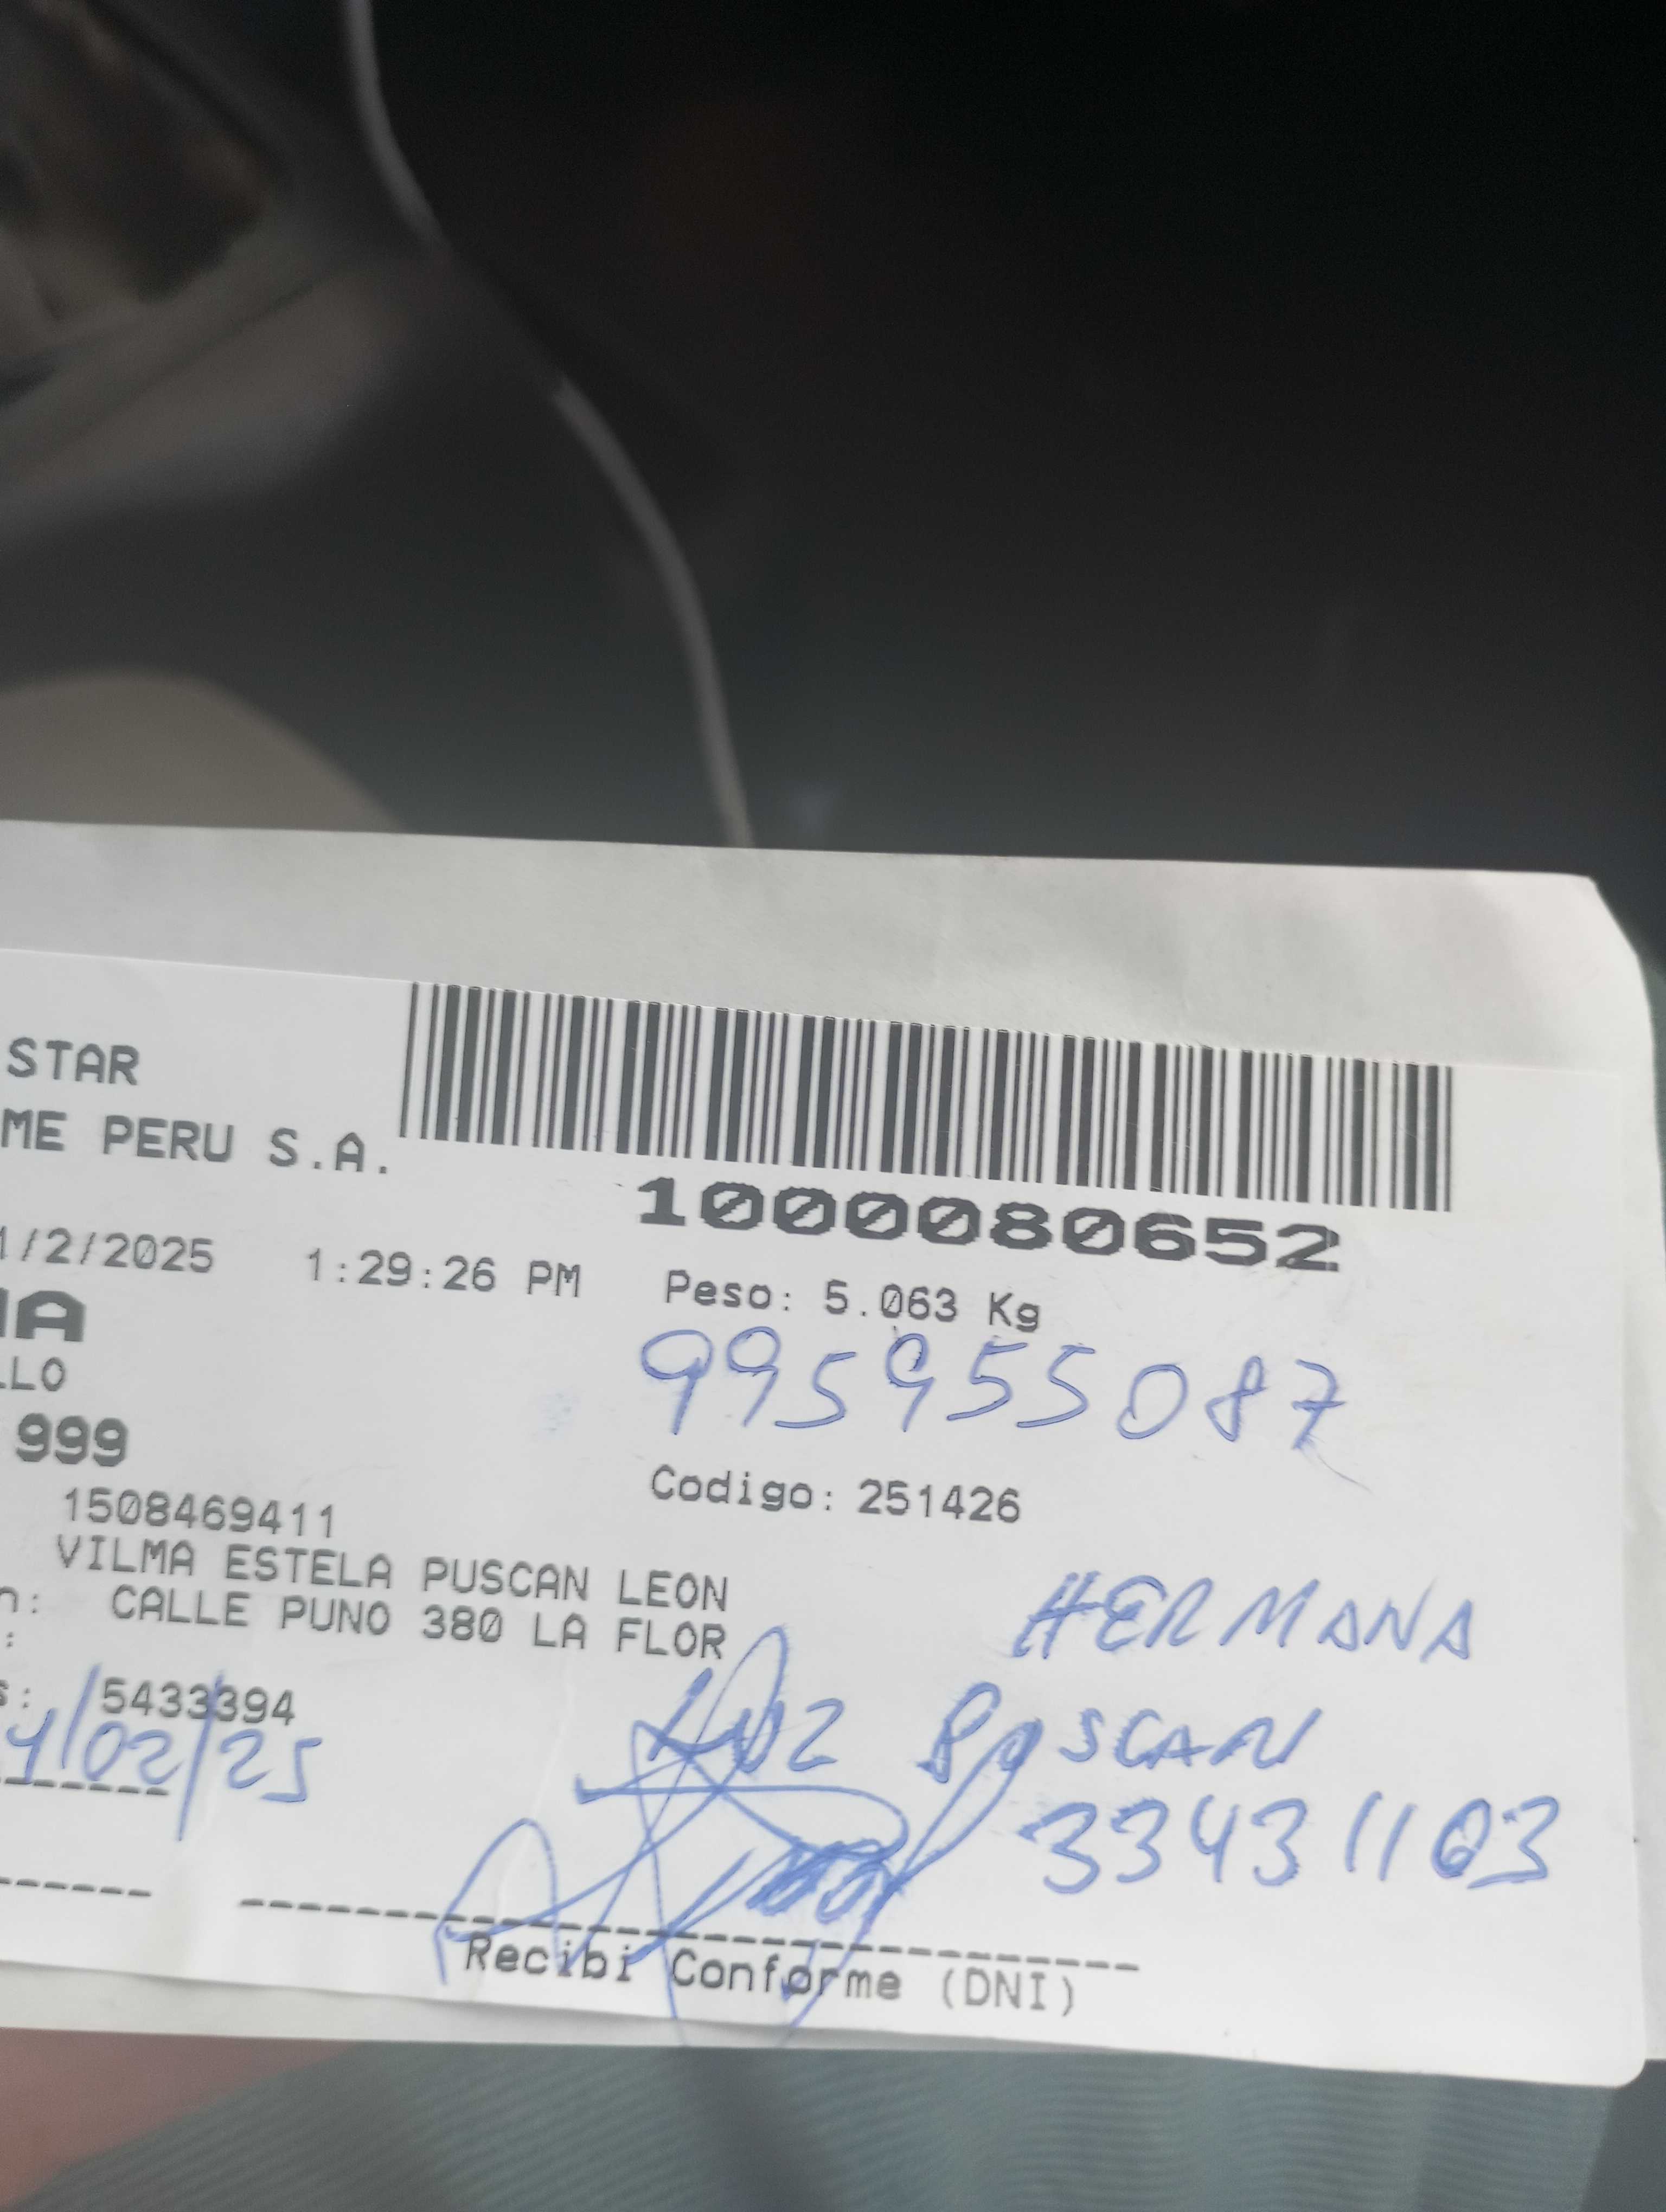 STAR
ME PERU S.A.
1000080652
1/2/2025 1:29:26 PM Peso: 5.063 Kg
995955087
LLO
999
Codigo: 251426
1508469411
VILMA ESTELA PUSCAN LEON
n: CALLE PUNO 380 LA FLOR
:
HERMANA
s: 5433394
LUZ PUSCAN
4/02/25
33431103
Recibi Conforme (DNI)